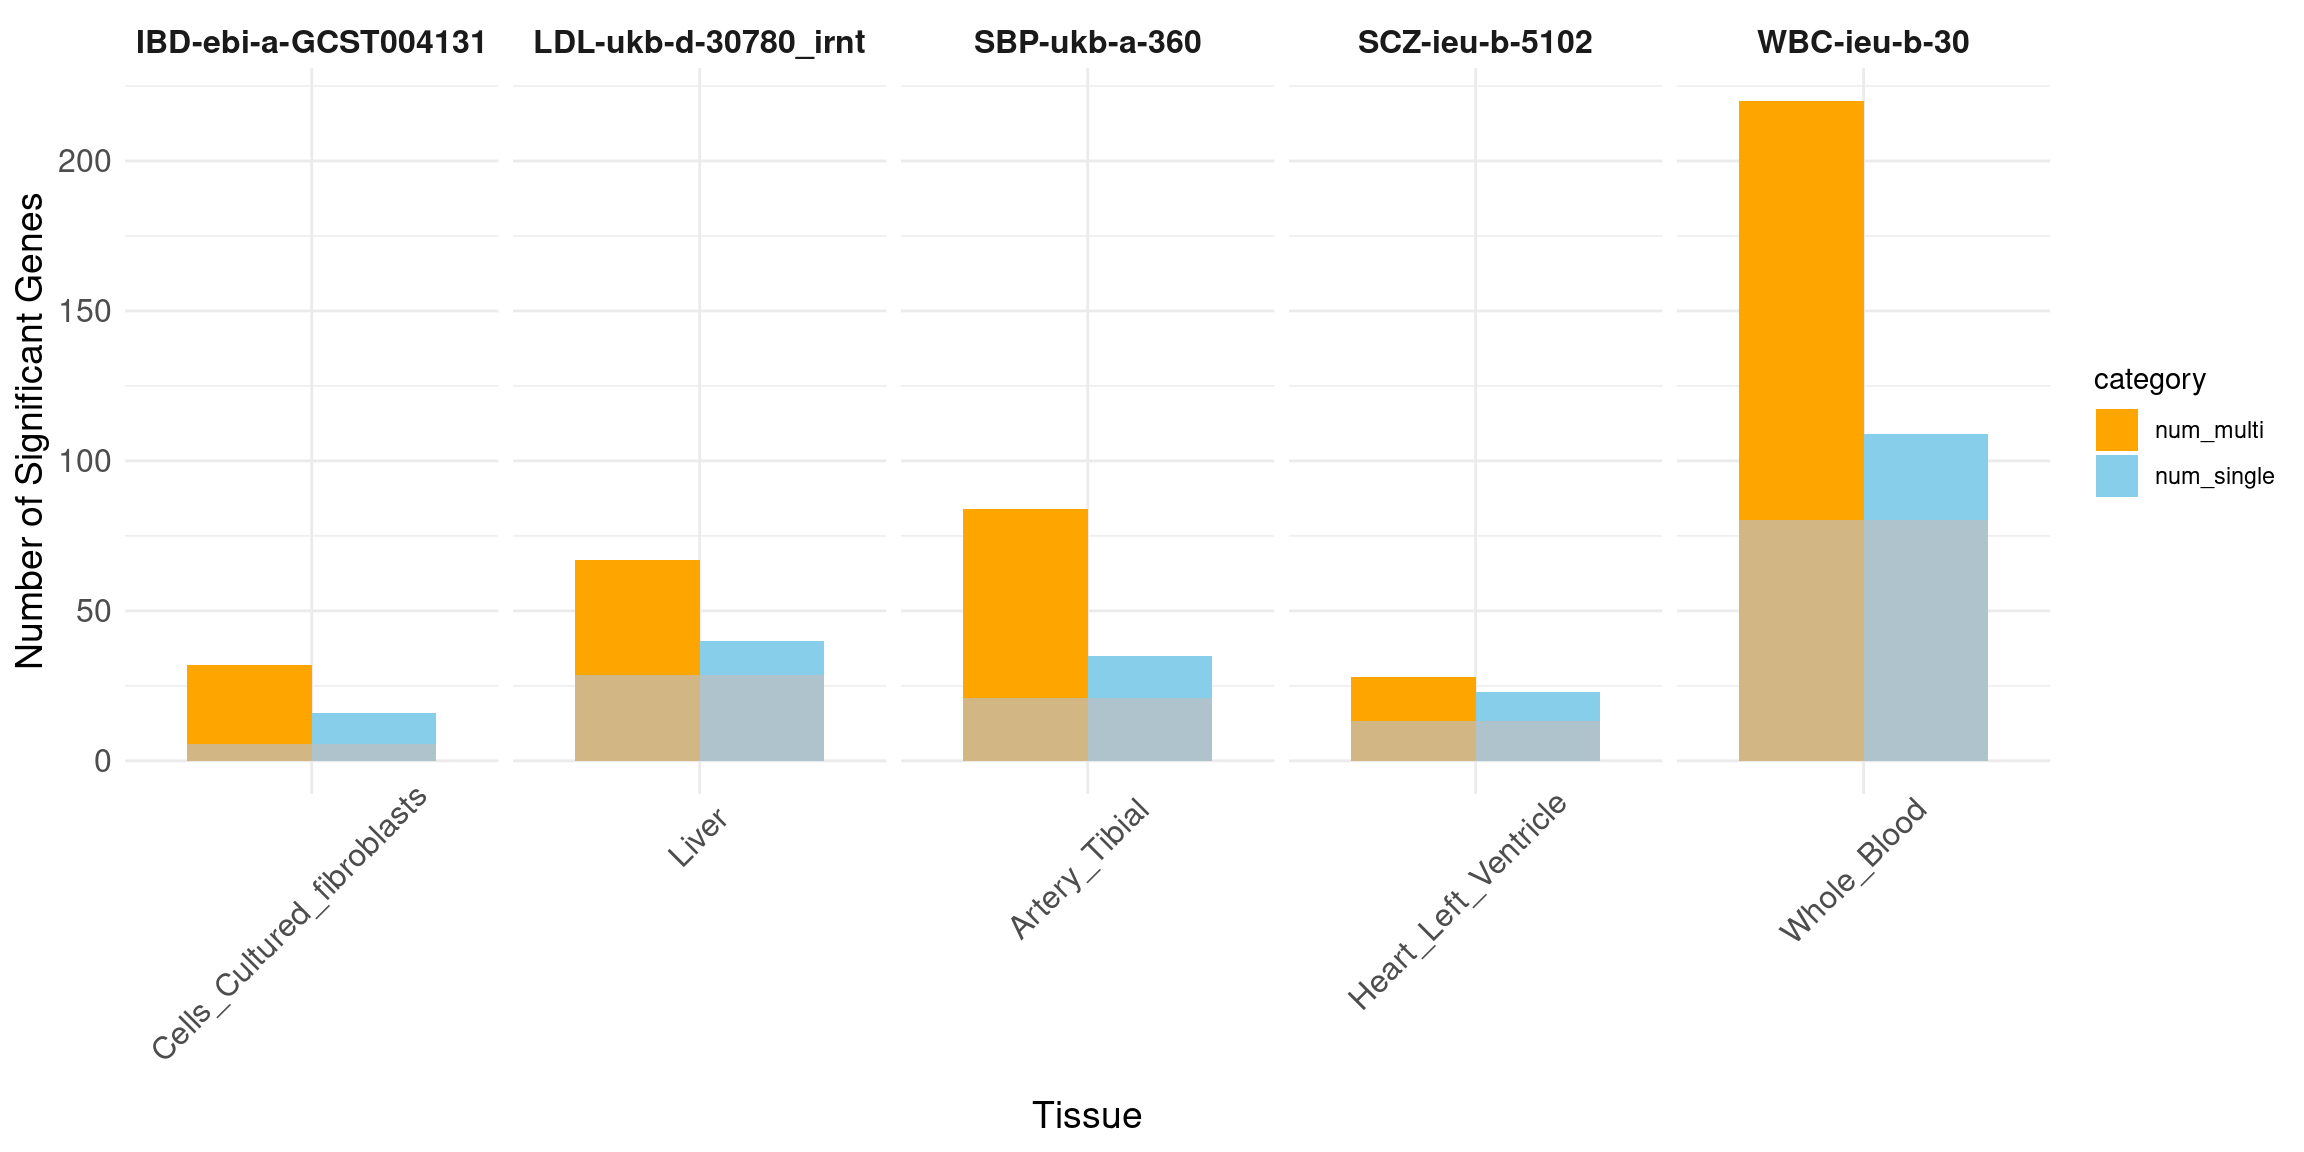 IBD-ebi-a-GCST004131
LDL-ukb-d-30780_irnt
SBP-ukb-a-360
SCZ-ieu-b-5102
WBC-ieu-b-30
Number of Significant Genes
200
150
100
50
0
Cells_Cultured_fibroblasts
Liver
Artery_Tibial
Heart_Left_Ventricle
Whole_Blood
Tissue
category
num_multi
num_single